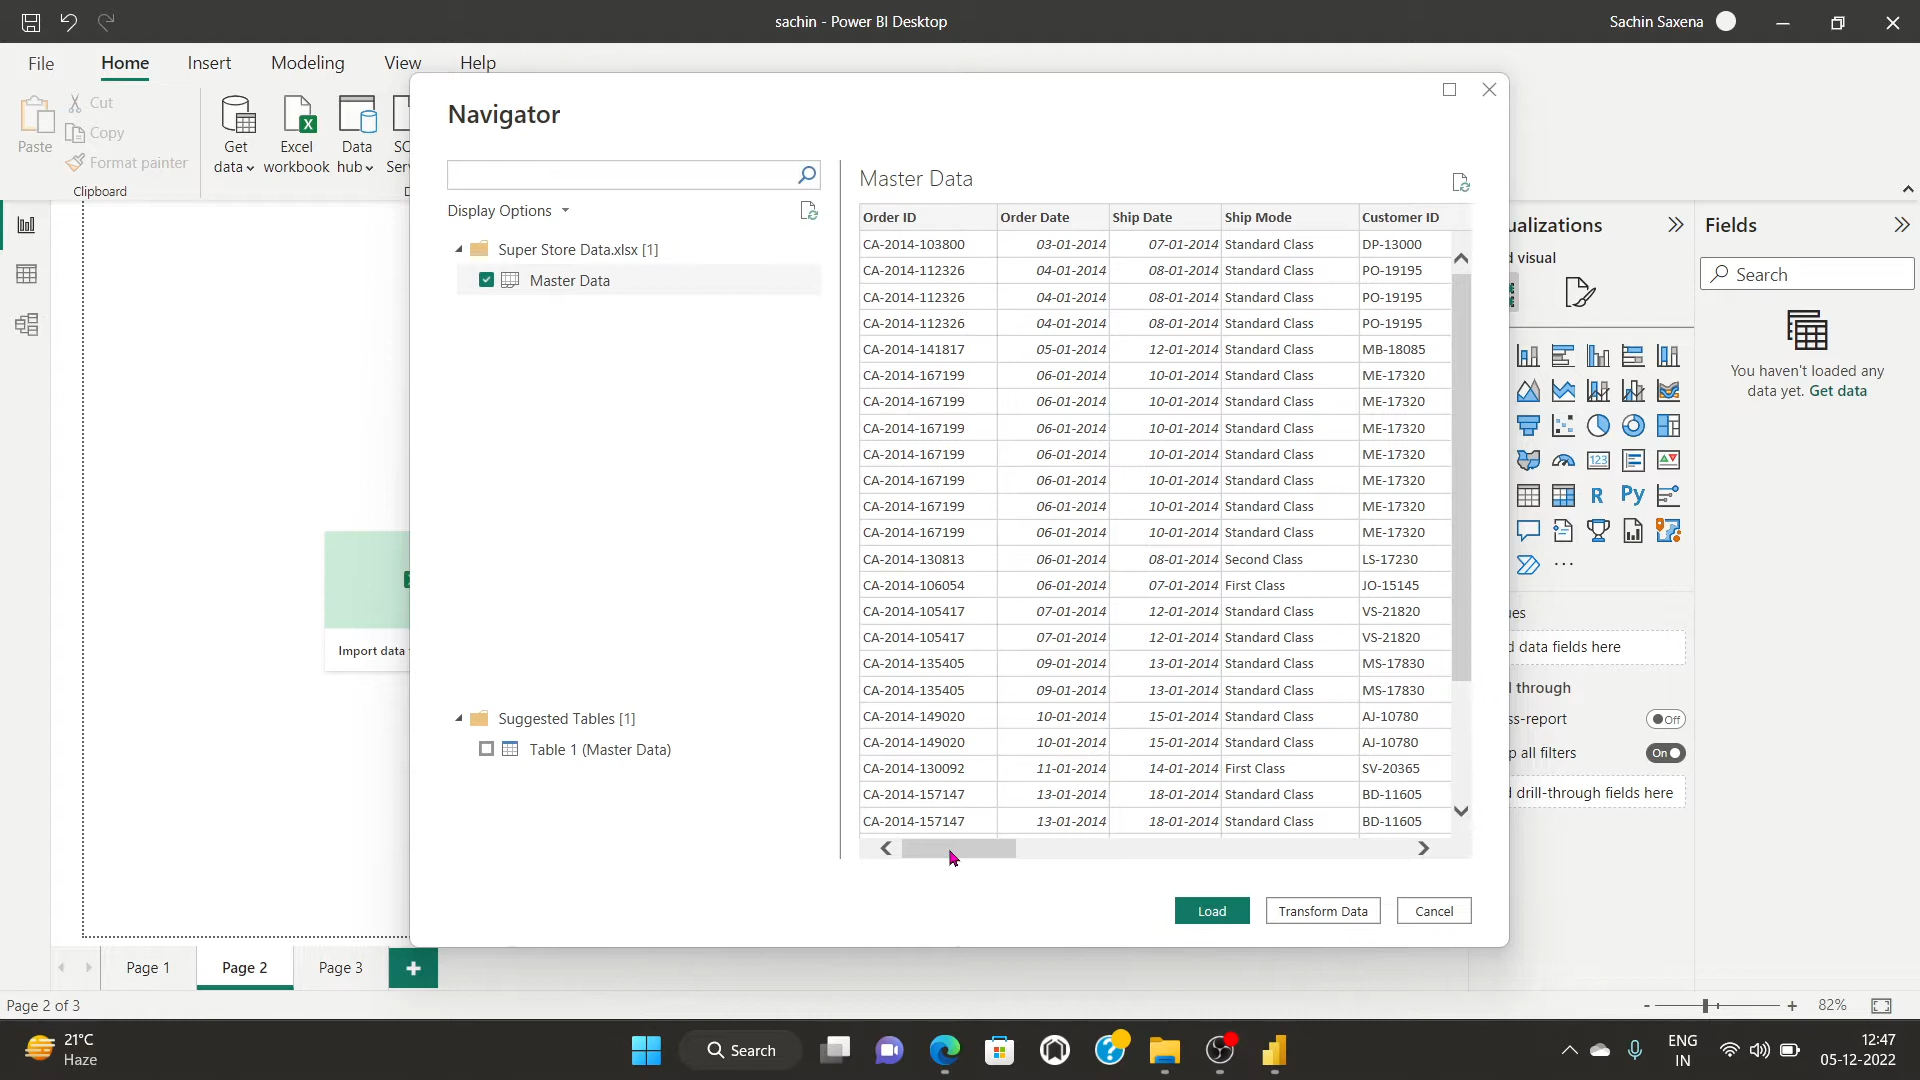 sachin - Power BI Desktop
Sachin Saxena
File
Home
Insert
Modeling
View
Help
Paste
Cut
Copy
Format painter
Clipboard
Get data
Excel workbook
Data hub
Navigator
Display Options
Super Store Data.xlsx [1]
Master Data
Suggested Tables [1]
Table 1 (Master Data)
Master Data
Order ID Order Date Ship Date Ship Mode Customer ID
CA-2014-103800 03-01-2014 07-01-2014 Standard Class DP-13000
CA-2014-112326 04-01-2014 08-01-2014 Standard Class PO-19195
CA-2014-112326 04-01-2014 08-01-2014 Standard Class PO-19195
CA-2014-112326 04-01-2014 08-01-2014 Standard Class PO-19195
CA-2014-141817 05-01-2014 12-01-2014 Standard Class MB-18085
CA-2014-167199 06-01-2014 10-01-2014 Standard Class ME-17320
CA-2014-167199 06-01-2014 10-01-2014 Standard Class ME-17320
CA-2014-167199 06-01-2014 10-01-2014 Standard Class ME-17320
CA-2014-167199 06-01-2014 10-01-2014 Standard Class ME-17320
CA-2014-167199 06-01-2014 10-01-2014 Standard Class ME-17320
CA-2014-167199 06-01-2014 10-01-2014 Standard Class ME-17320
CA-2014-167199 06-01-2014 10-01-2014 Standard Class ME-17320
CA-2014-130813 06-01-2014 08-01-2014 Second Class LS-17230
CA-2014-106054 06-01-2014 07-01-2014 First Class JO-15145
CA-2014-105417 07-01-2014 12-01-2014 Standard Class VS-21820
CA-2014-105417 07-01-2014 12-01-2014 Standard Class VS-21820
CA-2014-135405 09-01-2014 13-01-2014 Standard Class MS-17830
CA-2014-135405 09-01-2014 13-01-2014 Standard Class MS-17830
CA-2014-149020 10-01-2014 15-01-2014 Standard Class AJ-10780
CA-2014-149020 10-01-2014 15-01-2014 Standard Class AJ-10780
CA-2014-130092 11-01-2014 14-01-2014 First Class SV-20365
CA-2014-157147 13-01-2014 18-01-2014 Standard Class BD-11605
CA-2014-157147 13-01-2014 18-01-2014 Standard Class BD-11605
Load
Transform Data
Cancel
Import data
ualizations
visual
123
R
Py
data fields here
through
ss-report
Off
all filters
On
drill-through fields here
Fields
Search
You haven't loaded any
data yet. Get data
Page 1
Page 2
Page 3
+
Page 2 of 3
- + 82%
21°C
Haze
Search
ENG
IN
12:47
05-12-2022